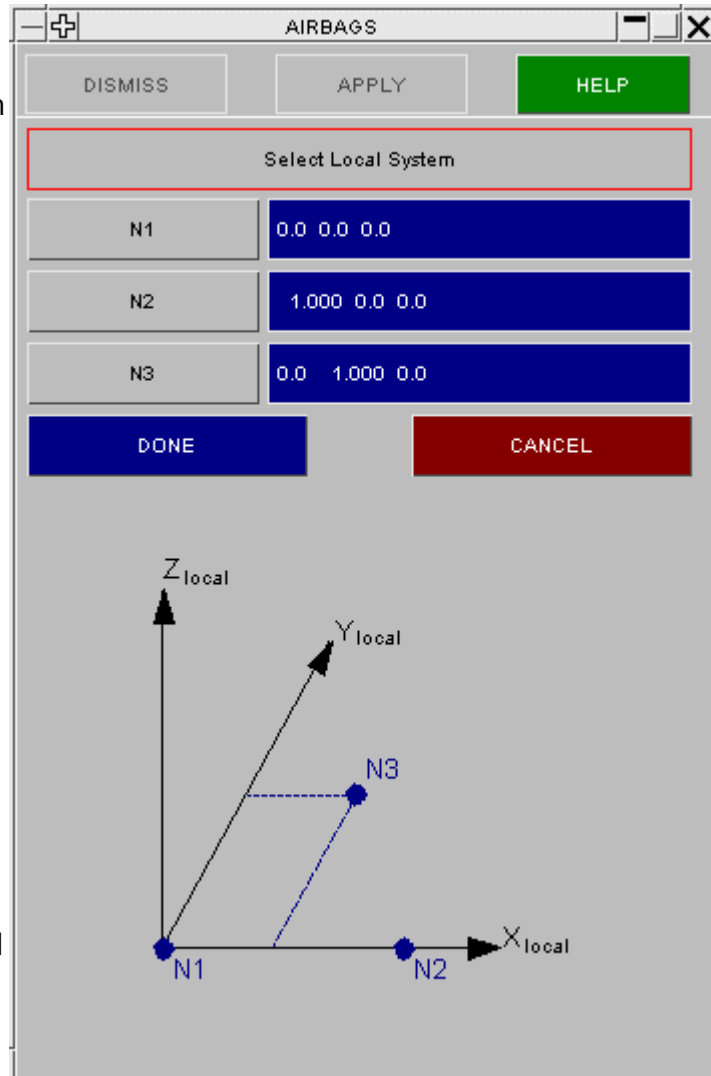 AIRBAGS
DISMISS APPLY HELP
Select Local System
N1 0.0 0.0 0.0
N2 1.000 0.0 0.0
N3 0.0 1.000 0.0
DONE CANCEL
Zlocal
Ylocal
N3
Xlocal
N1 N2